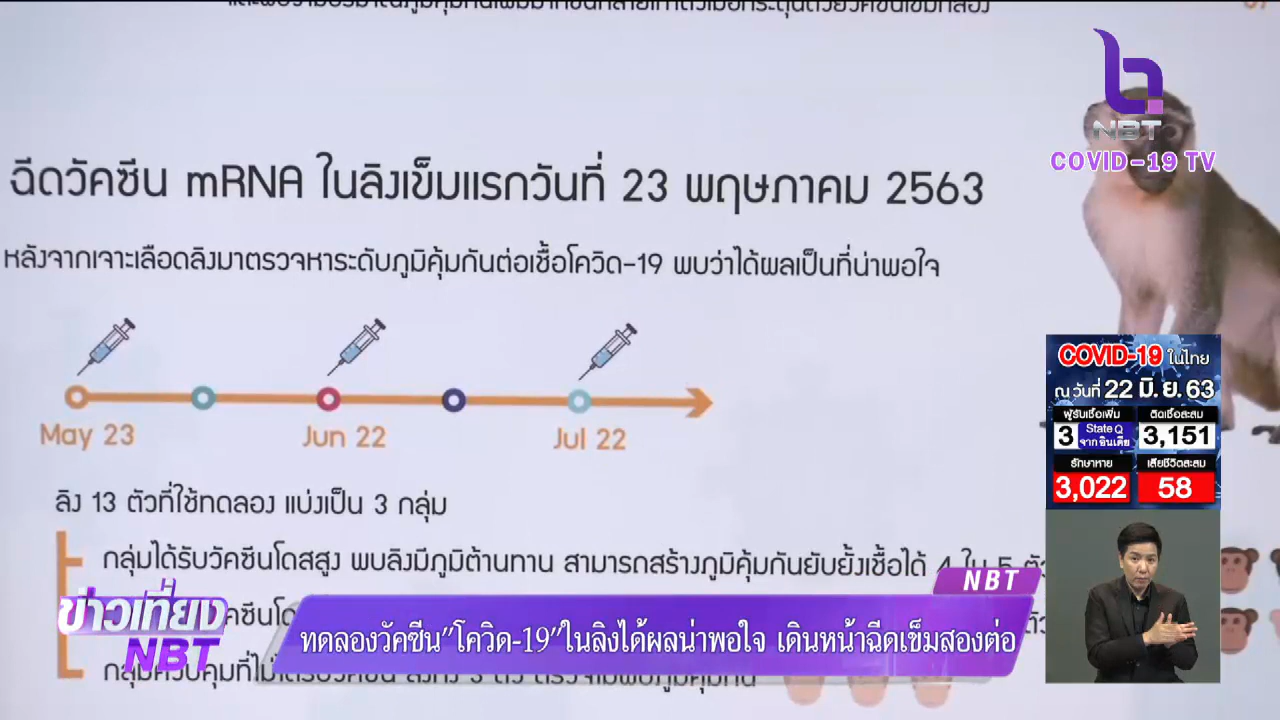 NBT
COVID-19 TV
ฉีดวัคซีน mRNA ในลิงเข็มแรกวันที่ 23 พฤษภาคม 2563
หลังจากเจาะเลือดลิงมาตรวจหาระดับภูมิคุ้มกันต่อเชื้อโควิด-19 พบว่าได้ผลเป็นที่น่าพอใจ
May 23
Jun 22
Jul 22
ลิง 13 ตัวที่ใช้ทดลอง แบ่งเป็น 3 กลุ่ม
กลุ่มได้รับวัคซีนโดสสูง พบลิงมีภูมิต้านทาน สามารถสร้างภูมิคุ้มกันยับยั้งเชื้อได้ 4 ใน 5
COVID-19 ในไทย
ณ วันที่ 22 มิ.ย. 63
ผู้รับเชื้อเพิ่ม ติดเชื้อสะสม
3 State Q จากอินเดีย 3,151
รักษาหาย เสียชีวิตสะสม
3,022 58
NBT
ข่าวเที่ยง
NBT
ทดลองวัคซีน"โควิด-19"ในลิงได้ผลน่าพอใจ เดินหน้าฉีดเข็มสองต่อ